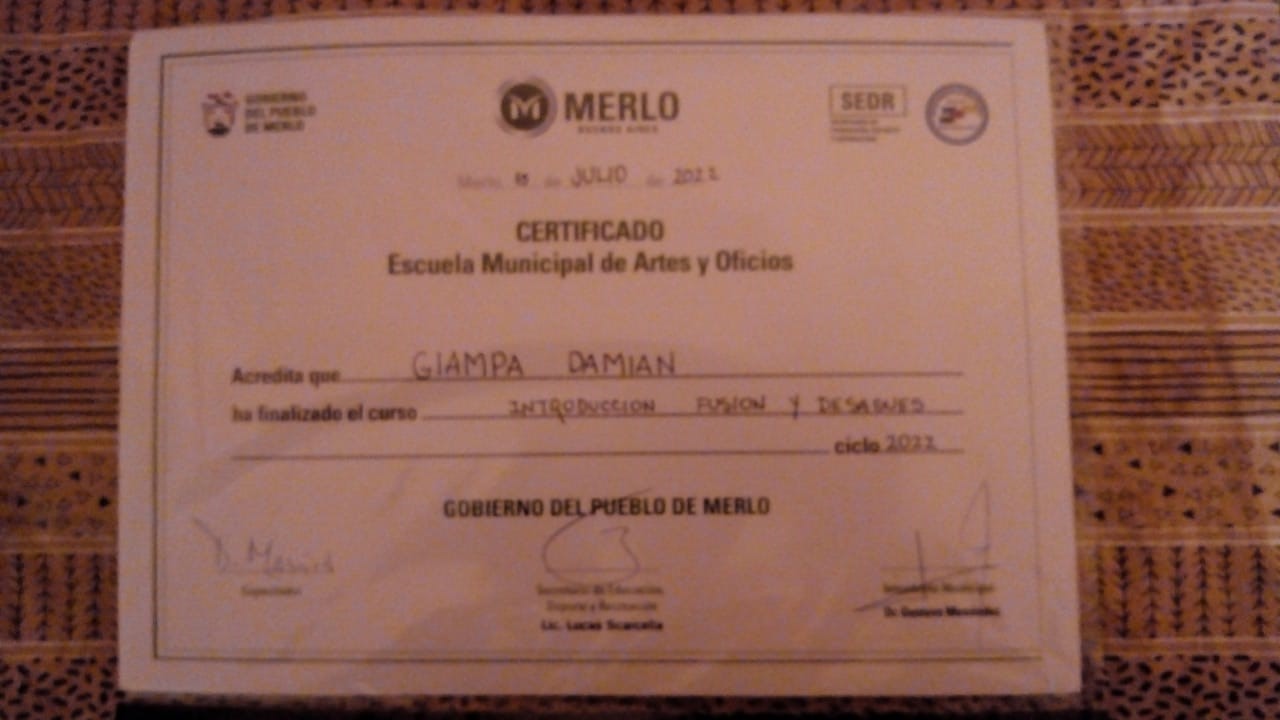 GOBIERNO
DEL PUEBLO
DE MERLO
MERLO
BUENOS AIRES
SEDR
Merlo, de JULIO de 2022
CERTIFICADO
Escuela Municipal de Artes y Oficios
Acredita que GIAMPA DAMIAN
ha finalizado el curso INTRODUCCION FUSION Y DESAGUES
ciclo 2022
GOBIERNO DEL PUEBLO DE MERLO
Capacitador
Secretario de Educación,
Deporte y Recreación
Lic. Lucas Scarcella
Intendente Municipal
Dr. Gustavo Menéndez